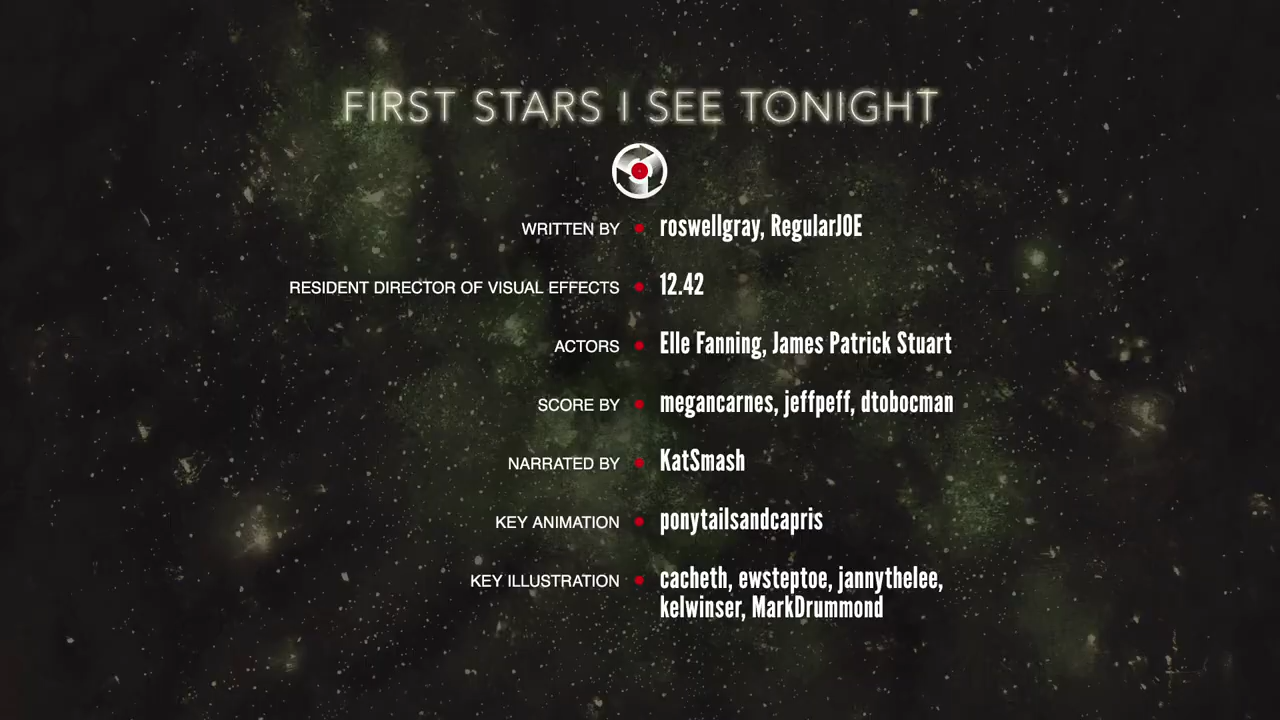 FIRST STARS I SEE TONIGHT
WRITTEN BY roswellgray, RegularJOE
RESIDENT DIRECTOR OF VISUAL EFFECTS 12.42
ACTORS Elle Fanning, James Patrick Stuart
SCORE BY megancarnes, jeffpeff, dtobocman
NARRATED BY KatSmash
KEY ANIMATION ponytailsandcapris
KEY ILLUSTRATION cacheth, ewsteptoe, jannythelee,
kelwinser, MarkDrummond